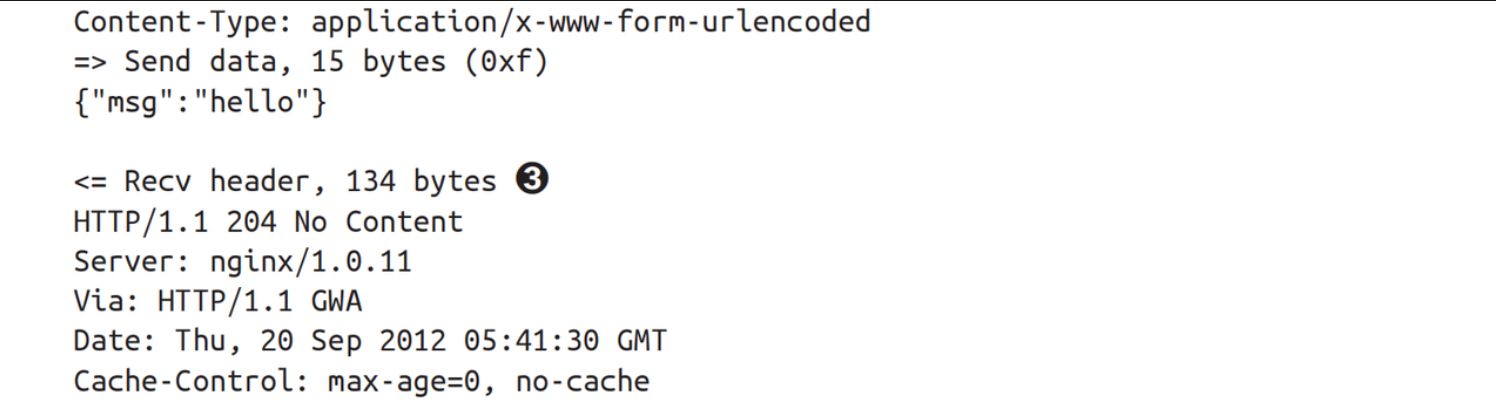 Content-Type: application/x-www-form-urlencoded
=> Send data, 15 bytes (0xf)
{"msg":"hello"}
<= Recv header, 134 bytes ❸
HTTP/1.1 204 No Content
Server: nginx/1.0.11
Via: HTTP/1.1 GWA
Date: Thu, 20 Sep 2012 05:41:30 GMT
Cache-Control: max-age=0, no-cache